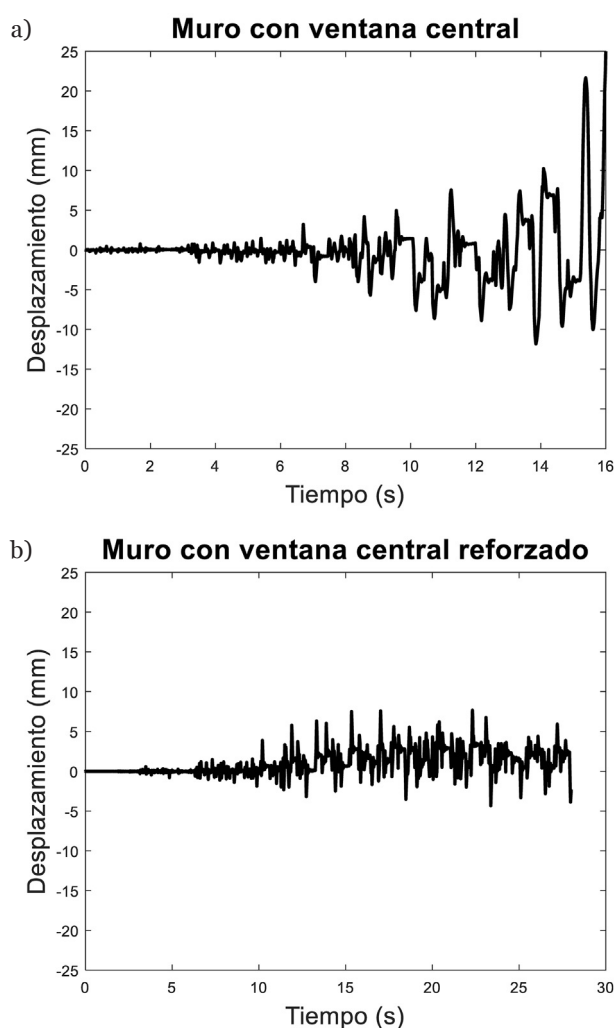 a)
Muro con ventana central
25
20
15
10
5
0
-5
-10
-15
-20
-25
Desplazamiento (mm)
0 2 4 6 8 10 12 14 16
Tiempo (s)
b)
Muro con ventana central reforzado
25
20
15
10
5
0
-5
-10
-15
-20
-25
Desplazamiento (mm)
0 5 10 15 20 25 30
Tiempo (s)